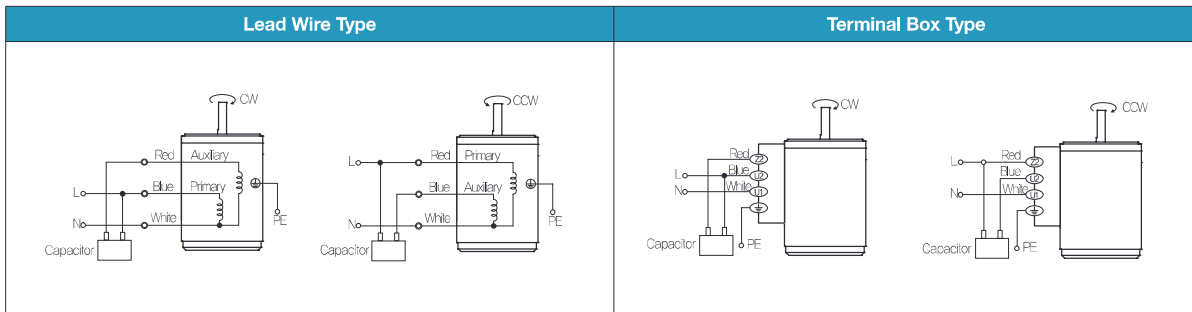 Lead Wire Type
Terminal Box Type
CW
Red Auxiliary
L Blue Primary
N White
PE
Capacitor
CCW
L Red Primary
Blue Auxiliary
N White
PE
Capacitor
CW
Red Z2
L Blue U2
N White U1
Capacitor PE
CCW
L Red Z2
Blue U2
N White U1
Capacitor PE